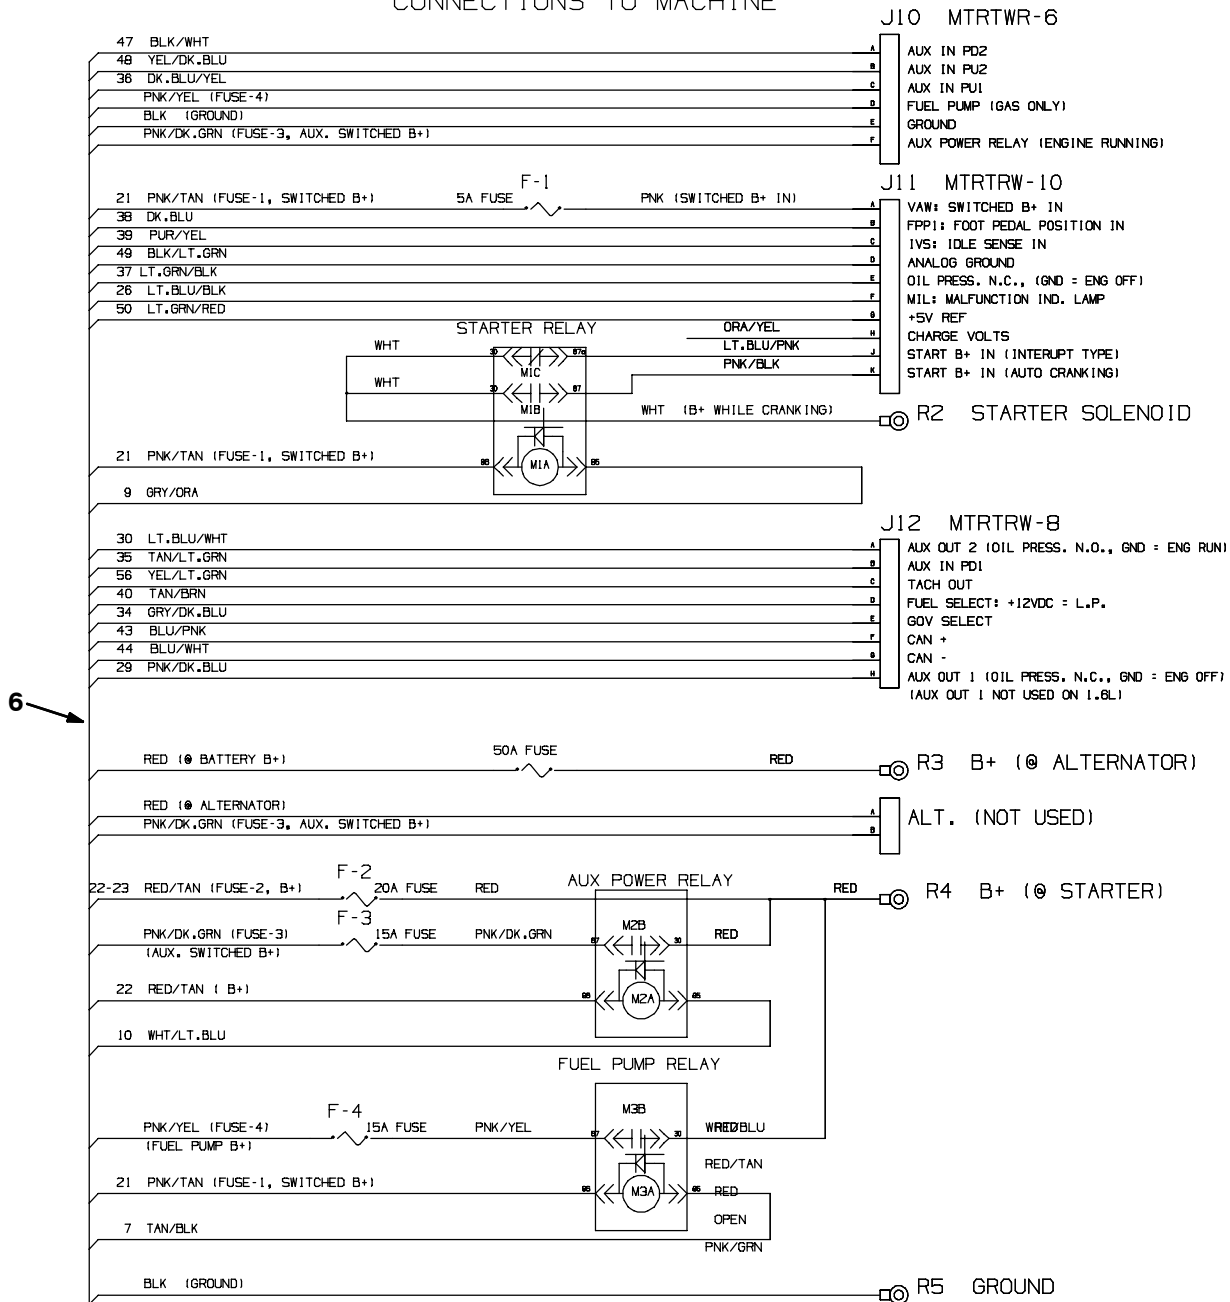 CONNECTIONS TO MACHINE
J10 MTRTWR-6
47 BLK/WHT
A AUX IN PD2
48 YEL/DK.BLU
B AUX IN PU2
36 DK.BLU/YEL
C AUX IN PU1
PNK/YEL (FUSE-4)
D FUEL PUMP (GAS ONLY)
BLK (GROUND)
E GROUND
PNK/DK.GRN (FUSE-3, AUX. SWITCHED B+)
F AUX POWER RELAY (ENGINE RUNNING)
J11 MTRTRW-10
F-1
21 PNK/TAN (FUSE-1, SWITCHED B+) 5A FUSE PNK (SWITCHED B+ IN)
A VAW: SWITCHED B+ IN
38 DK.BLU
B FPP1: FOOT PEDAL POSITION IN
39 PUR/YEL
C IVS: IDLE SENSE IN
49 BLK/LT.GRN
D ANALOG GROUND
37 LT.GRN/BLK
E OIL PRESS. N.C., (GND = ENG OFF)
26 LT.BLU/BLK
F MIL: MALFUNCTION IND. LAMP
50 LT.GRN/RED
G +5V REF
STARTER RELAY
ORA/YEL
H CHARGE VOLTS
WHT 30 87a LT.BLU/PNK
J START B+ IN (INTERUPT TYPE)
M1C
PNK/BLK
K START B+ IN (AUTO CRANKING)
WHT 30 87
M1B
WHT (B+ WHILE CRANKING)
R2 STARTER SOLENOID
21 PNK/TAN (FUSE-1, SWITCHED B+)
86 M1A 85
9 GRY/ORA
J12 MTRTRW-8
30 LT.BLU/WHT
A AUX OUT 2 (OIL PRESS. N.O., GND = ENG RUN)
35 TAN/LT.GRN
B AUX IN PD1
56 YEL/LT.GRN
C TACH OUT
40 TAN/BRN
D FUEL SELECT: +12VDC = L.P.
34 GRY/DK.BLU
E GOV SELECT
43 BLU/PNK
F CAN +
44 BLU/WHT
G CAN -
29 PNK/DK.BLU
H AUX OUT 1 (OIL PRESS. N.C., GND = ENG OFF)
(AUX OUT 1 NOT USED ON 1.6L)
6
RED (@ BATTERY B+) 50A FUSE RED
R3 B+ (@ ALTERNATOR)
RED (@ ALTERNATOR)
A
PNK/DK.GRN (FUSE-3, AUX. SWITCHED B+)
B
ALT. (NOT USED)
F-2
AUX POWER RELAY
22-23 RED/TAN (FUSE-2, B+) 20A FUSE RED RED
R4 B+ (@ STARTER)
F-3
M2B
PNK/DK.GRN (FUSE-3) 15A FUSE PNK/DK.GRN 87 30 RED
(AUX. SWITCHED B+)
22 RED/TAN ( B+)
86 M2A 85
10 WHT/LT.BLU
FUEL PUMP RELAY
F-4
M3B
PNK/YEL (FUSE-4) 15A FUSE PNK/YEL 87 30
(FUEL PUMP B+)
RED/TAN
21 PNK/TAN (FUSE-1, SWITCHED B+)
86 M3A 85 RED
OPEN
7 TAN/BLK
PNK/GRN
BLK (GROUND)
R5 GROUND